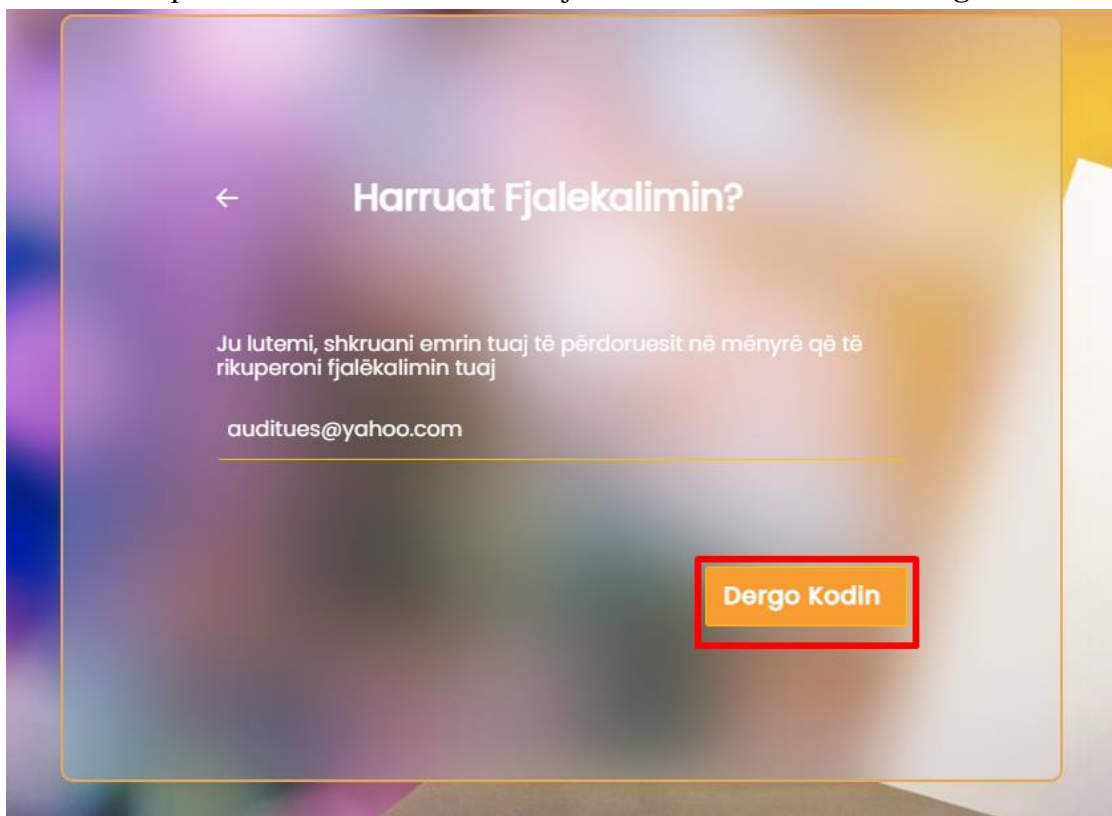 ←
Harruat Fjalekalimin?
Ju lutemi, shkruani emrin tuaj të përdoruesit në mënyrë që të
rikuperoni fjalëkalimin tuaj
auditues@yahoo.com
Dergo Kodin